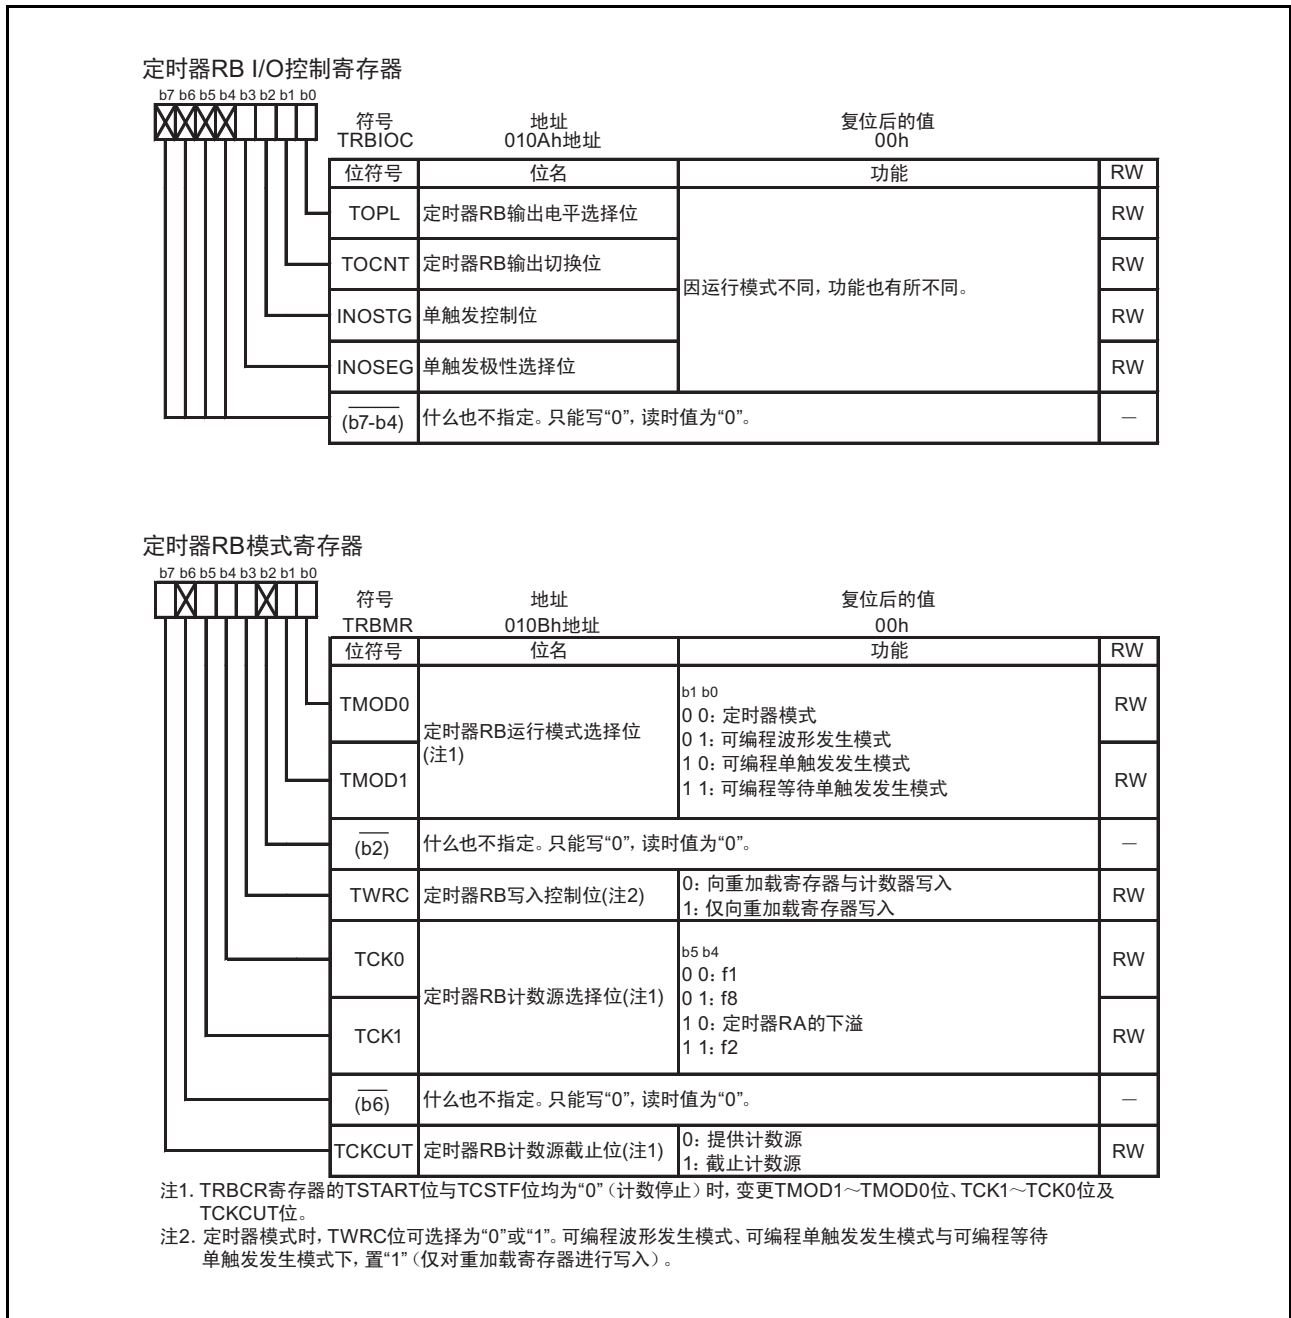 定时器RB I/O控制寄存器
b7 b6 b5 b4 b3 b2 b1 b0
符号 地址 复位后的值
TRBIOC 010Ah地址 00h
位符号 位名 功能 RW
TOPL 定时器RB输出电平选择位 RW
TOCNT 定时器RB输出切换位 RW
因运行模式不同，功能也有所不同。
INOSTG 单触发控制位 RW
INOSEG 单触发极性选择位 RW
(b7-b4) 什么也不指定。只能写“0”，读时值为“0”。 —
定时器RB模式寄存器
b7 b6 b5 b4 b3 b2 b1 b0
符号 地址 复位后的值
TRBMR 010Bh地址 00h
位符号 位名 功能 RW
TMOD0 定时器RB运行模式选择位(注1) RW
b1 b0
0 0：定时器模式
0 1：可编程波形发生模式
1 0：可编程单触发发生模式
1 1：可编程等待单触发发生模式
TMOD1 RW
(b2) 什么也不指定。只能写“0”，读时值为“0”。 —
TWRC 定时器RB写入控制位(注2) RW
0：向重加载寄存器与计数器写入
1：仅向重加载寄存器写入
TCK0 定时器RB计数源选择位(注1) RW
b5 b4
0 0：f1
0 1：f8
1 0：定时器RA的下溢
1 1：f2
TCK1 RW
(b6) 什么也不指定。只能写“0”，读时值为“0”。 —
TCKCUT 定时器RB计数源截止位(注1) RW
0：提供计数源
1：截止计数源
注1. TRBCR寄存器的TSTART位与TCSTF位均为“0”（计数停止）时，变更TMOD1～TMOD0位、TCK1～TCK0位及
TCKCUT位。
注2. 定时器模式时，TWRC位可选择为“0”或“1”。可编程波形发生模式、可编程单触发发生模式与可编程等待
单触发发生模式下，置“1”（仅对重加载寄存器进行写入）。